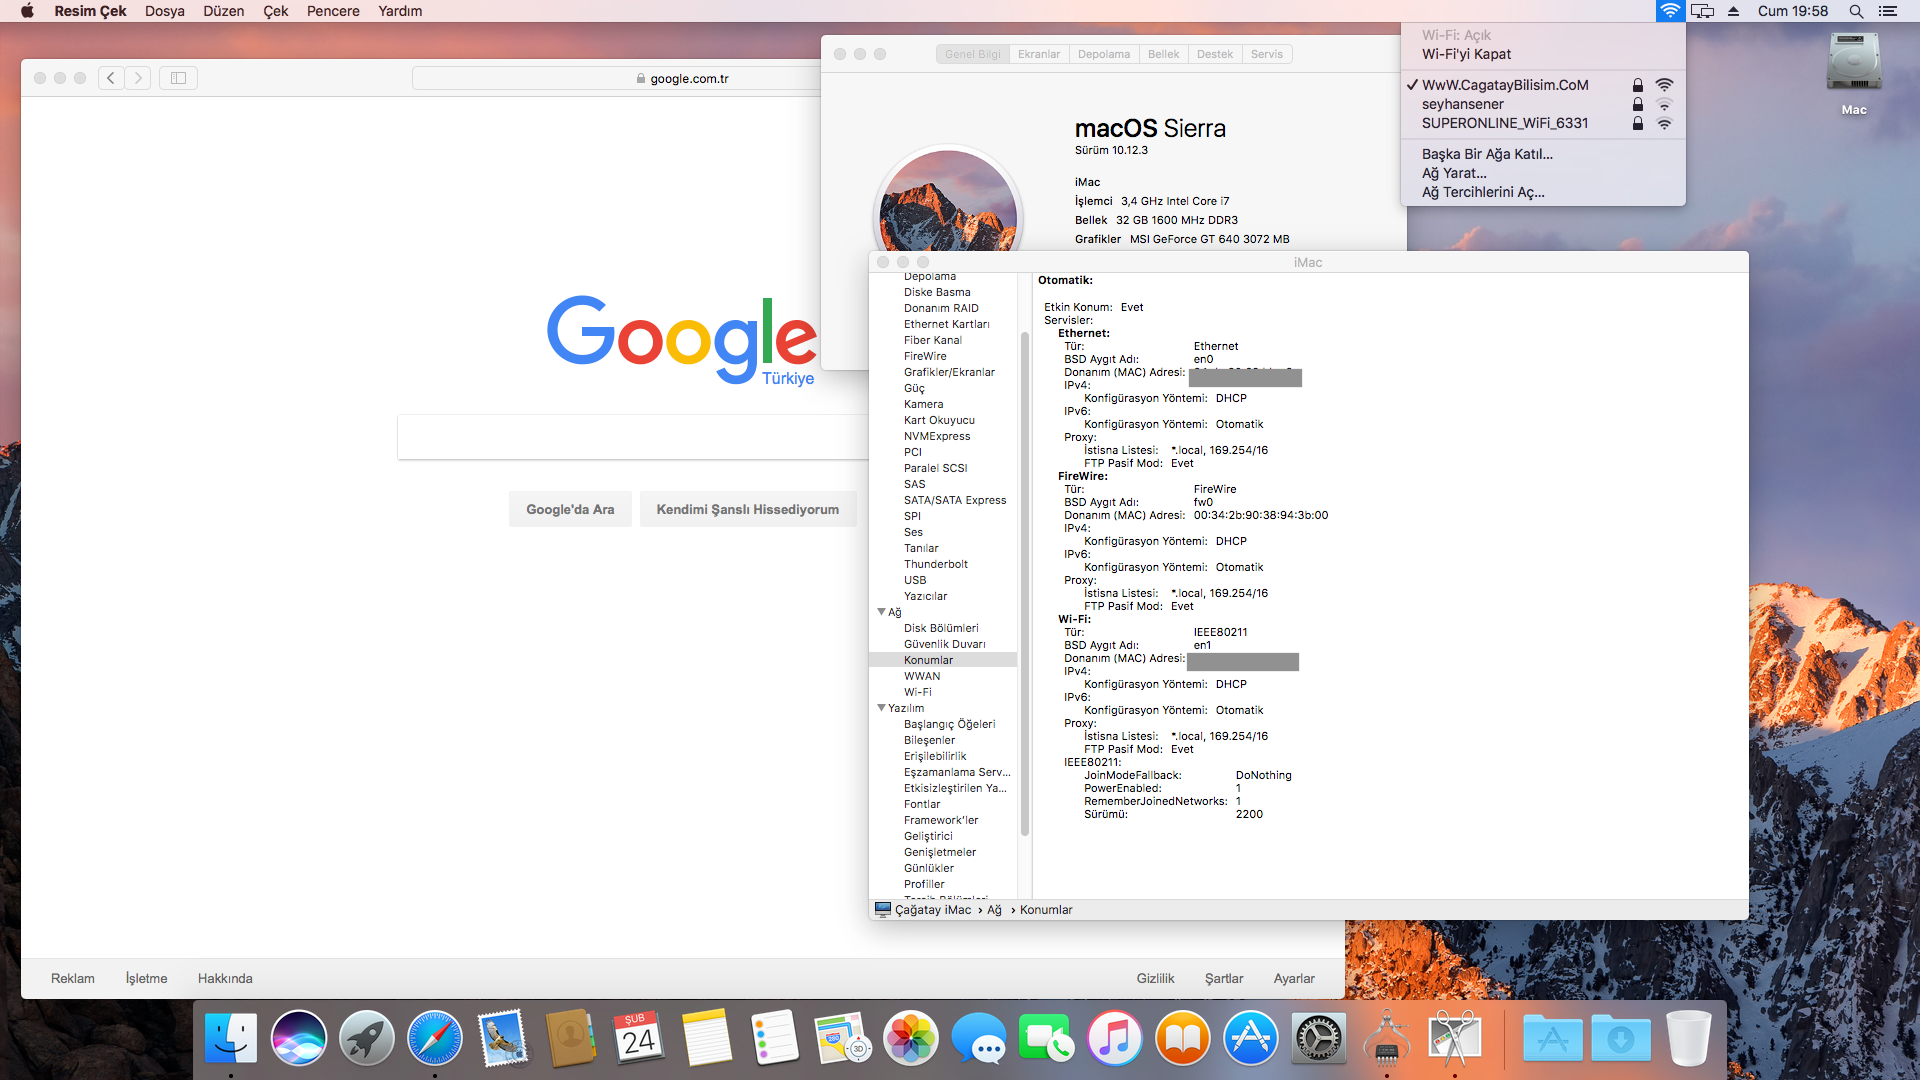 Resim Çek Dosya Düzen Çek Pencere Yardım
Cum 19:58
Wi-Fi: Açık
Wi-Fi'yi Kapat
WwW.CagatayBilisim.CoM
seyhansener
SUPERONLINE_WiFi_6331
Başka Bir Ağa Katıl...
Ağ Yarat...
Ağ Tercihlerini Aç...
Mac
google.com.tr
Google
Türkiye
Google'da Ara
Kendimi Şanslı Hissediyorum
Reklam İşletme Hakkında
Gizlilik Şartlar Ayarlar
Genel Bilgi Ekranlar Depolama Bellek Destek Servis
macOS Sierra
Sürüm 10.12.3
iMac
İşlemci 3,4 GHz Intel Core i7
Bellek 32 GB 1600 MHz DDR3
Grafikler MSI GeForce GT 640 3072 MB
iMac
Depolama
Diske Basma
Donanım RAID
Ethernet Kartları
Fiber Kanal
FireWire
Grafikler/Ekranlar
Güç
Kamera
Kart Okuyucu
NVMExpress
PCI
Paralel SCSI
SAS
SATA/SATA Express
SPI
Ses
Tanılar
Thunderbolt
USB
Yazıcılar
Ağ
Disk Bölümleri
Güvenlik Duvarı
Konumlar
WWAN
Wi-Fi
Yazılım
Başlangıç Öğeleri
Bileşenler
Erişilebilirlik
Eşzamanlama Serv...
Etkisizleştirilen Ya...
Fontlar
Framework'ler
Geliştirici
Genişletmeler
Günlükler
Profiller
Otomatik:
Etkin Konum: Evet
Servisler:
Ethernet:
Tür: Ethernet
BSD Aygıt Adı: en0
Donanım (MAC) Adresi:
IPv4:
Konfigürasyon Yöntemi: DHCP
IPv6:
Konfigürasyon Yöntemi: Otomatik
Proxy:
İstisna Listesi: *.local, 169.254/16
FTP Pasif Mod: Evet
FireWire:
Tür: FireWire
BSD Aygıt Adı: fw0
Donanım (MAC) Adresi: 00:34:2b:90:38:94:3b:00
IPv4:
Konfigürasyon Yöntemi: DHCP
IPv6:
Konfigürasyon Yöntemi: Otomatik
Proxy:
İstisna Listesi: *.local, 169.254/16
FTP Pasif Mod: Evet
Wi-Fi:
Tür: IEEE80211
BSD Aygıt Adı: en1
Donanım (MAC) Adresi:
IPv4:
Konfigürasyon Yöntemi: DHCP
IPv6:
Konfigürasyon Yöntemi: Otomatik
Proxy:
İstisna Listesi: *.local, 169.254/16
FTP Pasif Mod: Evet
IEEE80211:
JoinModeFallback: DoNothing
PowerEnabled: 1
RememberJoinedNetworks: 1
Sürümü: 2200
Çağatay iMac › Ağ › Konumlar
ŞUB
24
280
3D